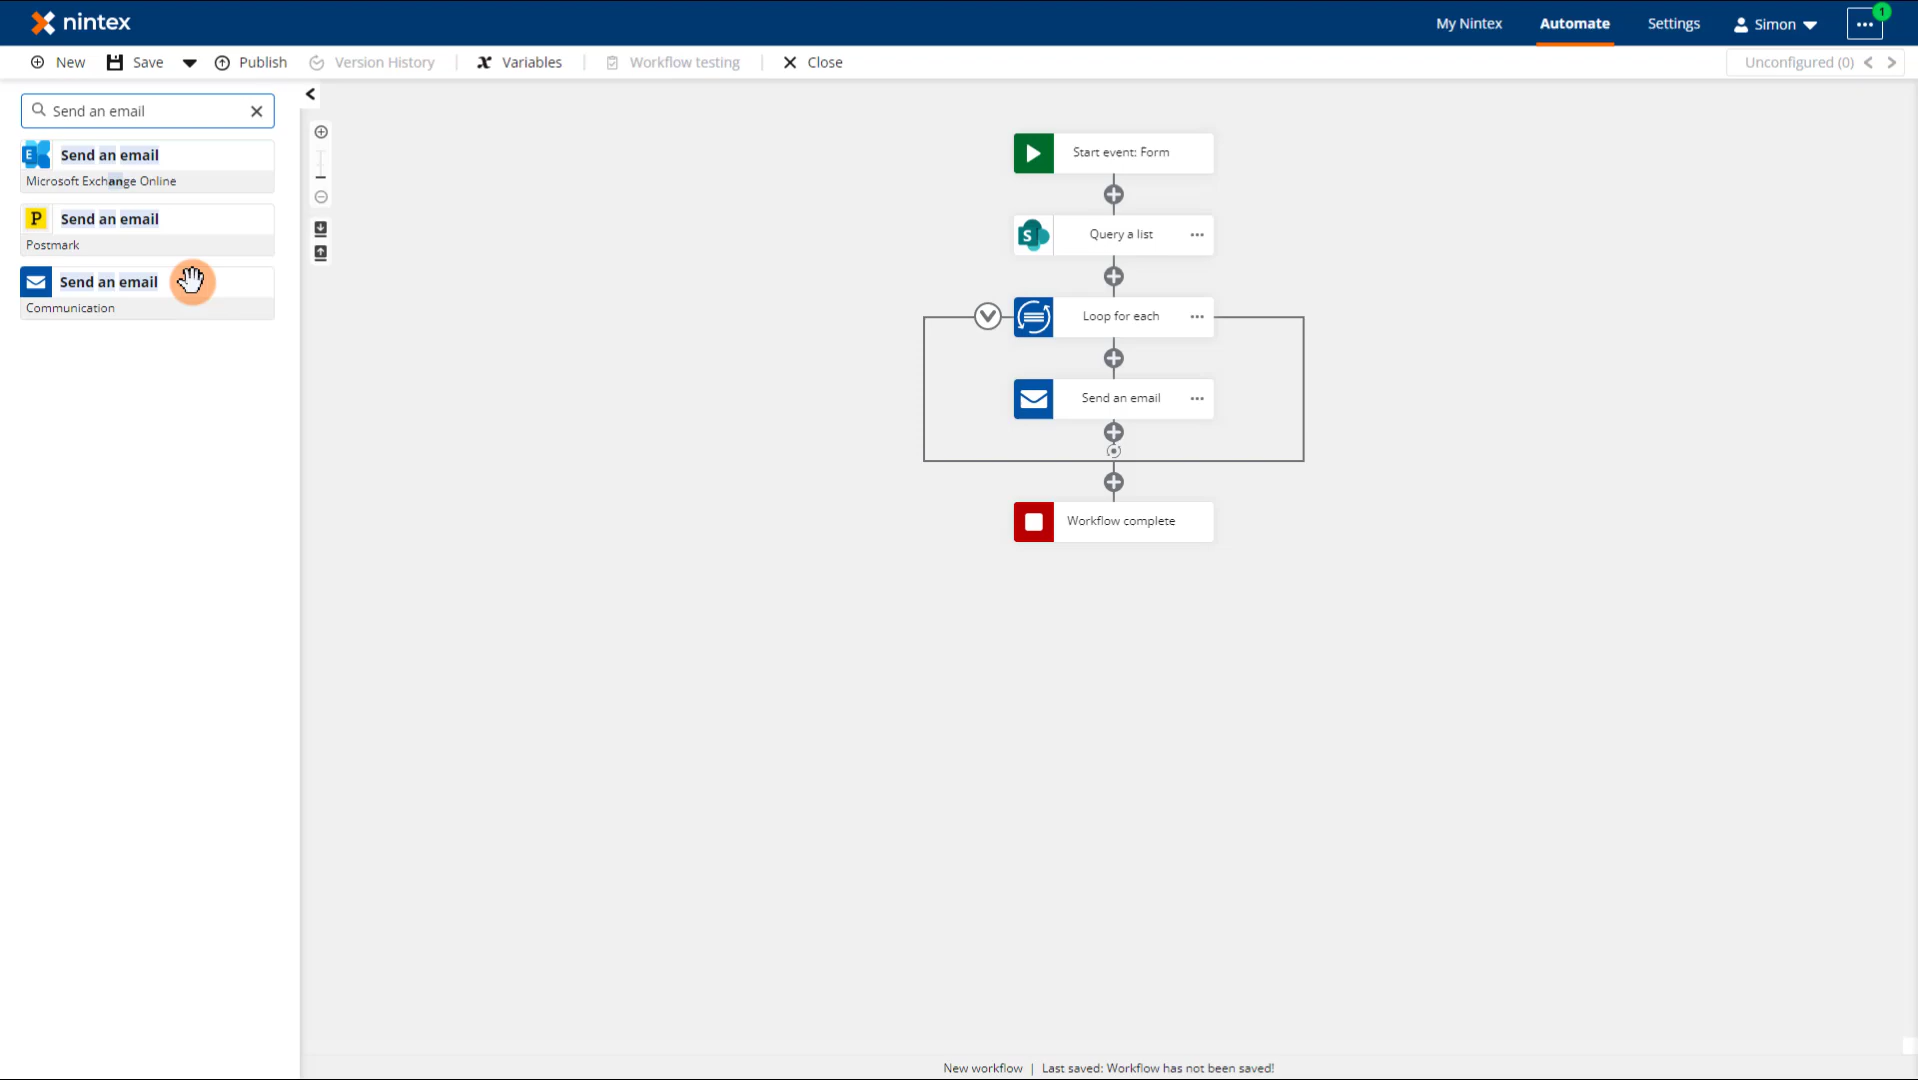 nintex
My Nintex
Automate
Settings
Simon
1
New
Save
Publish
Version History
Variables
Workflow testing
Close
Unconfigured (0)
Send an email
Send an email
Microsoft Exchange Online
Send an email
Postmark
Send an email
Communication
Start event: Form
Query a list
Loop for each
Send an email
Workflow complete
New workflow | Last saved: Workflow has not been saved!